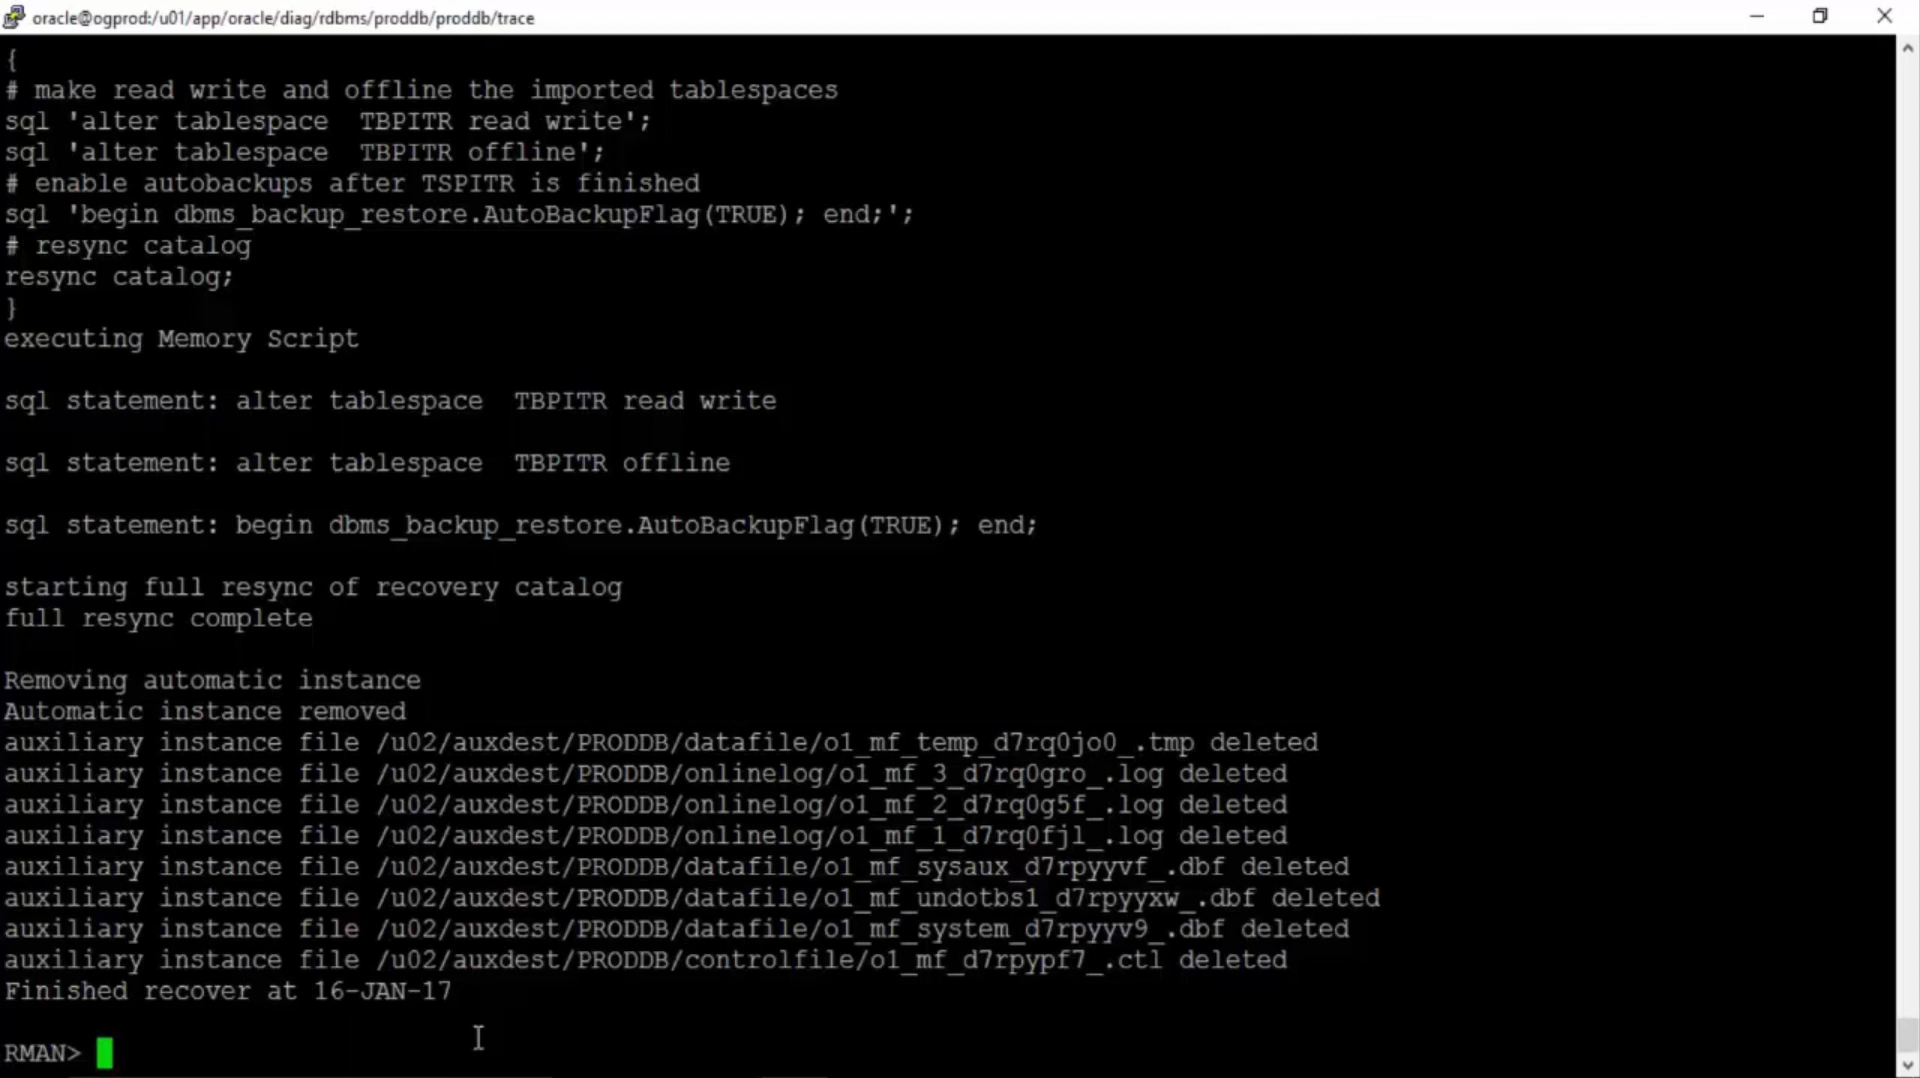 oracle@ogprod:/u01/app/oracle/diag/rdbms/proddb/proddb/trace
{
# make read write and offline the imported tablespaces
sql 'alter tablespace  TBPITR read write';
sql 'alter tablespace  TBPITR offline';
# enable autobackups after TSPITR is finished
sql 'begin dbms_backup_restore.AutoBackupFlag(TRUE); end;';
# resync catalog
resync catalog;
}
executing Memory Script
sql statement: alter tablespace  TBPITR read write
sql statement: alter tablespace  TBPITR offline
sql statement: begin dbms_backup_restore.AutoBackupFlag(TRUE); end;
starting full resync of recovery catalog
full resync complete
Removing automatic instance
Automatic instance removed
auxiliary instance file /u02/auxdest/PRODDB/datafile/o1_mf_temp_d7rq0jo0_.tmp deleted
auxiliary instance file /u02/auxdest/PRODDB/onlinelog/o1_mf_3_d7rq0gro_.log deleted
auxiliary instance file /u02/auxdest/PRODDB/onlinelog/o1_mf_2_d7rq0g5f_.log deleted
auxiliary instance file /u02/auxdest/PRODDB/onlinelog/o1_mf_1_d7rq0fjl_.log deleted
auxiliary instance file /u02/auxdest/PRODDB/datafile/o1_mf_sysaux_d7rpyyvf_.dbf deleted
auxiliary instance file /u02/auxdest/PRODDB/datafile/o1_mf_undotbs1_d7rpyyxw_.dbf deleted
auxiliary instance file /u02/auxdest/PRODDB/datafile/o1_mf_system_d7rpyyv9_.dbf deleted
auxiliary instance file /u02/auxdest/PRODDB/controlfile/o1_mf_d7rpypf7_.ctl deleted
Finished recover at 16-JAN-17
RMAN>